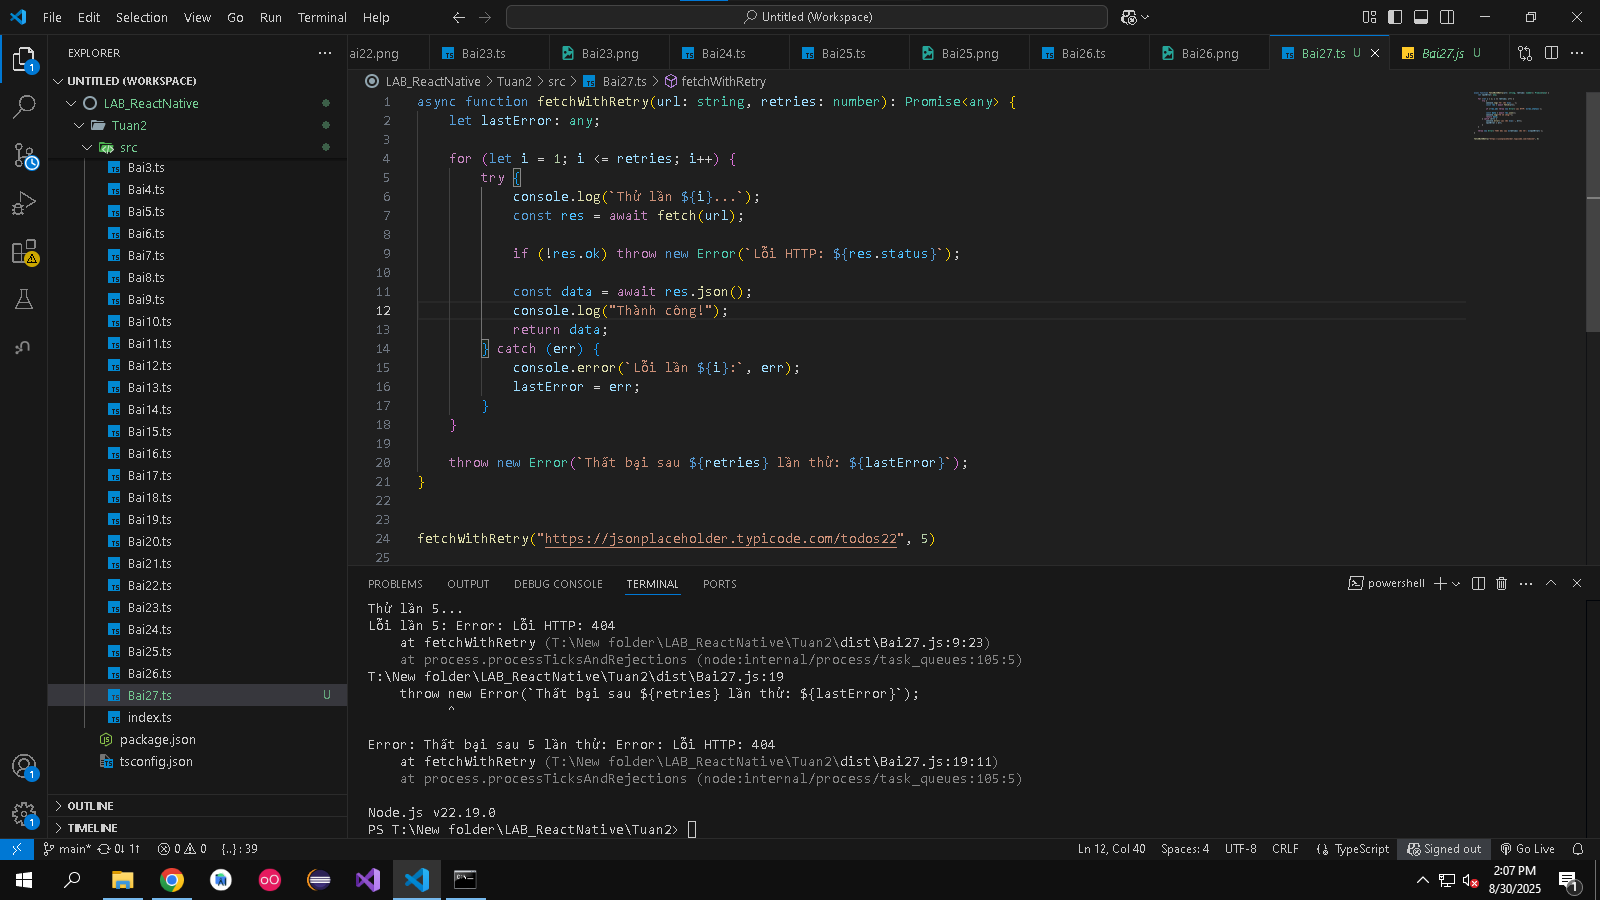 File Edit Selection View Go Run Terminal Help
Untitled (Workspace)
EXPLORER
ai22.png
Bai23.ts
Bai23.png
Bai24.ts
Bai25.ts
Bai25.png
Bai26.ts
Bai26.png
Bai27.ts U
Bai27.js U
UNTITLED (WORKSPACE)
LAB_ReactNative
Tuan2
src
Bai3.ts
Bai4.ts
Bai5.ts
Bai6.ts
Bai7.ts
Bai8.ts
Bai9.ts
Bai10.ts
Bai11.ts
Bai12.ts
Bai13.ts
Bai14.ts
Bai15.ts
Bai16.ts
Bai17.ts
Bai18.ts
Bai19.ts
Bai20.ts
Bai21.ts
Bai22.ts
Bai23.ts
Bai24.ts
Bai25.ts
Bai26.ts
Bai27.ts U
index.ts
package.json
tsconfig.json
OUTLINE
TIMELINE
LAB_ReactNative > Tuan2 > src > Bai27.ts > fetchWithRetry
1 async function fetchWithRetry(url: string, retries: number): Promise<any> {
2 let lastError: any;
3
4 for (let i = 1; i <= retries; i++) {
5 try {
6 console.log(`Thử lần ${i}...`);
7 const res = await fetch(url);
8
9 if (!res.ok) throw new Error(`Lỗi HTTP: ${res.status}`);
10
11 const data = await res.json();
12 console.log("Thành công!");
13 return data;
14 } catch (err) {
15 console.error(`Lỗi lần ${i}:`, err);
16 lastError = err;
17 }
18 }
19
20 throw new Error(`Thất bại sau ${retries} lần thử: ${lastError}`);
21 }
22
23
24 fetchWithRetry("https://jsonplaceholder.typicode.com/todos22", 5)
25
PROBLEMS OUTPUT DEBUG CONSOLE TERMINAL PORTS
powershell
Thử lần 5...
Lỗi lần 5: Error: Lỗi HTTP: 404
at fetchWithRetry (T:\New folder\LAB_ReactNative\Tuan2\dist\Bai27.js:9:23)
at process.processTicksAndRejections (node:internal/process/task_queues:105:5)
T:\New folder\LAB_ReactNative\Tuan2\dist\Bai27.js:19
throw new Error(`Thất bại sau ${retries} lần thử: ${lastError}`);
^
Error: Thất bại sau 5 lần thử: Error: Lỗi HTTP: 404
at fetchWithRetry (T:\New folder\LAB_ReactNative\Tuan2\dist\Bai27.js:19:11)
at process.processTicksAndRejections (node:internal/process/task_queues:105:5)
Node.js v22.19.0
PS T:\New folder\LAB_ReactNative\Tuan2>
main* 0↓ 1↑ 0 0 {..} : 39
Ln 12, Col 40 Spaces: 4 UTF-8 CRLF TypeScript Signed out Go Live
2:07 PM
8/30/2025